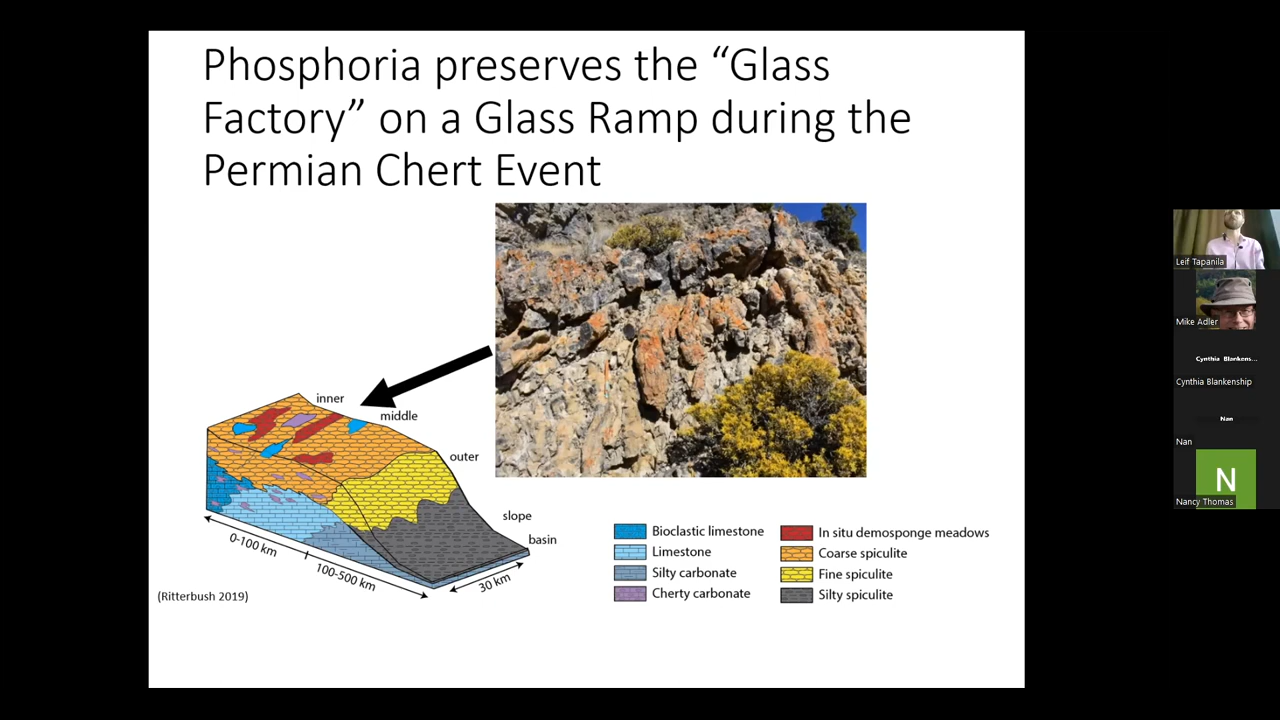 Phosphoria preserves the “Glass
Factory” on a Glass Ramp during the
Permian Chert Event
inner
middle
outer
slope
basin
0-100 km
100-500 km
30 km
(Ritterbush 2019)
Bioclastic limestone
Limestone
Silty carbonate
Cherty carbonate
In situ demosponge meadows
Coarse spiculite
Fine spiculite
Silty spiculite
Leif Tapanila
Mike Adler
Cynthia Blankens...
Cynthia Blankenship
Nan
Nan
N
Nancy Thomas